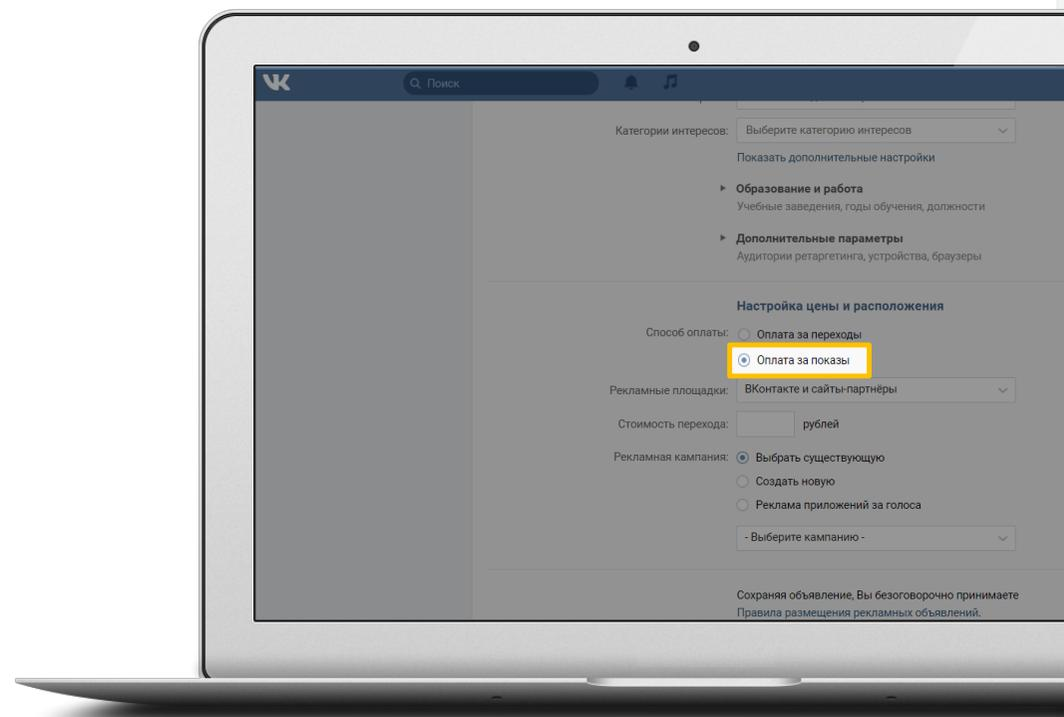 VK
Поиск
Категории интересов: Выберите категорию интересов
Показать дополнительные настройки
Образование и работа
Учебные заведения, годы обучения, должности
Дополнительные параметры
Аудитории ретаргетинга, устройства, браузеры
Настройка цены и расположения
Способ оплаты: Оплата за переходы
Оплата за показы
Рекламные площадки: ВКонтакте и сайты-партнёры
Стоимость перехода: рублей
Рекламная кампания: Выбрать существующую
Создать новую
Реклама приложений за голоса
- Выберите кампанию -
Сохраняя объявление, Вы безоговорочно принимаете
Правила размещения рекламных объявлений.